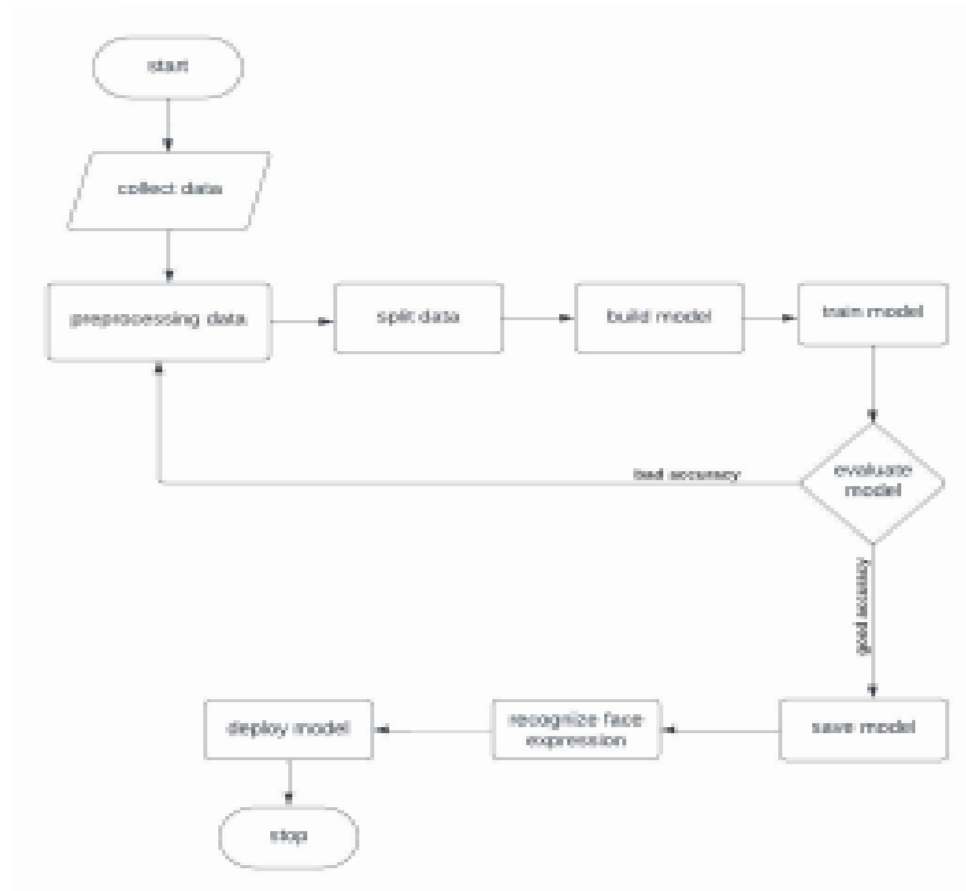 start
collect data
preprocessing data
split data
build model
train model
evaluate
model
bad accuracy
good accuracy
save model
recognize face
expression
deploy model
stop